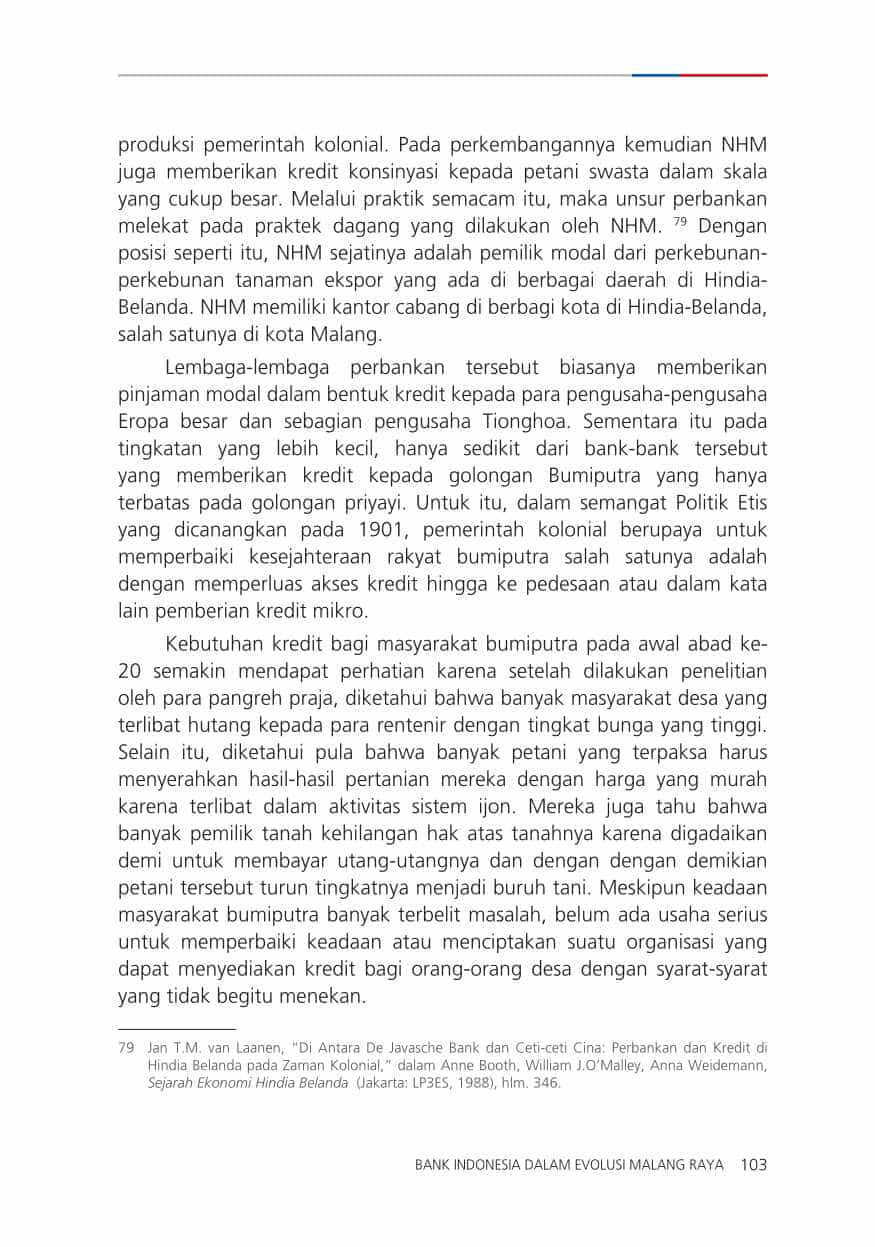 produksi pemerintah kolonial. Pada perkembangannya kemudian NHM
juga memberikan kredit konsinyasi kepada petani swasta dalam skala
yang cukup besar. Melalui praktik semacam itu, maka unsur perbankan
melekat pada praktek dagang yang dilakukan oleh NHM. 79 Dengan
posisi seperti itu, NHM sejatinya adalah pemilik modal dari perkebunan-
perkebunan tanaman ekspor yang ada di berbagai daerah di Hindia-
Belanda. NHM memiliki kantor cabang di berbagi kota di Hindia-Belanda,
salah satunya di kota Malang.
Lembaga-lembaga perbankan tersebut biasanya memberikan
pinjaman modal dalam bentuk kredit kepada para pengusaha-pengusaha
Eropa besar dan sebagian pengusaha Tionghoa. Sementara itu pada
tingkatan yang lebih kecil, hanya sedikit dari bank-bank tersebut
yang memberikan kredit kepada golongan Bumiputra yang hanya
terbatas pada golongan priyayi. Untuk itu, dalam semangat Politik Etis
yang dicanangkan pada 1901, pemerintah kolonial berupaya untuk
memperbaiki kesejahteraan rakyat bumiputra salah satunya adalah
dengan memperluas akses kredit hingga ke pedesaan atau dalam kata
lain pemberian kredit mikro.
Kebutuhan kredit bagi masyarakat bumiputra pada awal abad ke-
20 semakin mendapat perhatian karena setelah dilakukan penelitian
oleh para pangreh praja, diketahui bahwa banyak masyarakat desa yang
terlibat hutang kepada para rentenir dengan tingkat bunga yang tinggi.
Selain itu, diketahui pula bahwa banyak petani yang terpaksa harus
menyerahkan hasil-hasil pertanian mereka dengan harga yang murah
karena terlibat dalam aktivitas sistem ijon. Mereka juga tahu bahwa
banyak pemilik tanah kehilangan hak atas tanahnya karena digadaikan
demi untuk membayar utang-utangnya dan dengan dengan demikian
petani tersebut turun tingkatnya menjadi buruh tani. Meskipun keadaan
masyarakat bumiputra banyak terbelit masalah, belum ada usaha serius
untuk memperbaiki keadaan atau menciptakan suatu organisasi yang
dapat menyediakan kredit bagi orang-orang desa dengan syarat-syarat
yang tidak begitu menekan.
79 Jan T.M. van Laanen, “Di Antara De Javasche Bank dan Ceti-ceti Cina: Perbankan dan Kredit di
Hindia Belanda pada Zaman Kolonial,” dalam Anne Booth, William J.O’Malley, Anna Weidemann,
Sejarah Ekonomi Hindia Belanda (Jakarta: LP3ES, 1988), hlm. 346.
BANK INDONESIA DALAM EVOLUSI MALANG RAYA 103